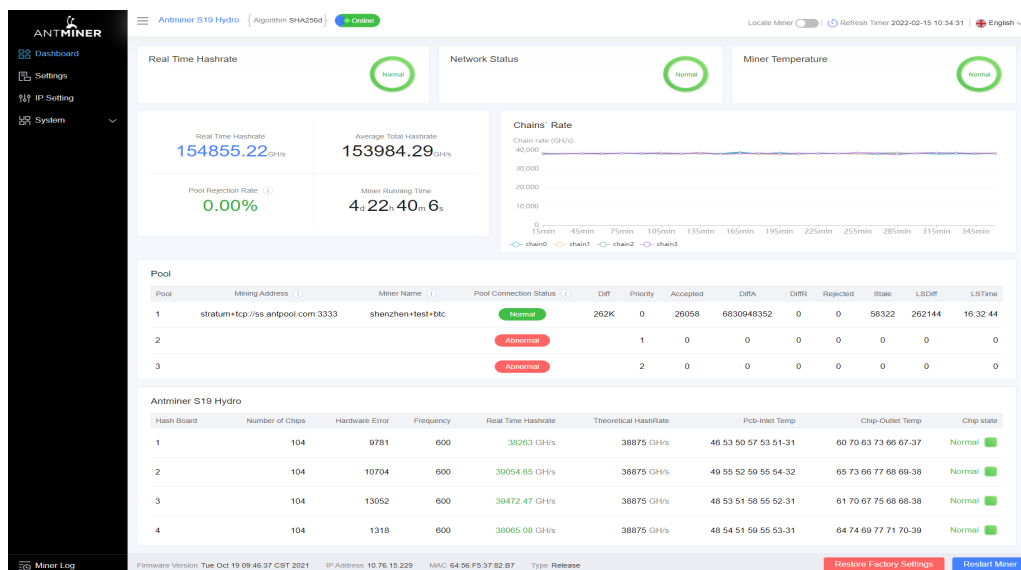 ANTMINER
Antminer S19 Hydro { Algorithm SHA256d } Online
Locate Miner Refresh Timer 2022-02-15 10:34:31 English
Dashboard
Settings
IP Setting
System
Miner Log
Real Time Hashrate
Normal
Network Status
Normal
Miner Temperature
Normal
Real Time Hashrate
154855.22 GH/s
Average Total Hashrate
153984.29 GH/s
Pool Rejection Rate
0.00%
Miner Running Time
4d 22h 40m 6s
Chains` Rate
Chain rate (GH/s)
40,000
30,000
20,000
10,000
0
15min 45min 75min 105min 135min 165min 195min 225min 255min 285min 315min 345min
chain0 chain1 chain2 chain3
Pool
Pool Mining Address Miner Name Pool Connection Status Diff Priority Accepted DiffA DiffR Rejected Stale LSDiff LSTime
1 stratum+tcp://ss.antpool.com:3333 shenzhen+test+btc Normal 262K 0 26058 6830948352 0 0 58322 262144 16:32:44
2 Abnormal 1 0 0 0 0 0 0 0
3 Abnormal 2 0 0 0 0 0 0 0
Antminer S19 Hydro
Hash Board Number of Chips Hardware Error Frequency Real Time Hashrate Theoretical HashRate Pcb-Inlet Temp Chip-Outlet Temp Chip state
1 104 9781 600 38263 GH/s 38875 GH/s 46 53 50 57 53 51-31 60 70 63 73 66 67-37 Normal
2 104 10704 600 39054.65 GH/s 38875 GH/s 49 55 52 59 55 54-32 65 73 66 77 68 69-38 Normal
3 104 13052 600 39472.47 GH/s 38875 GH/s 48 53 51 58 55 52-31 61 70 67 75 68 68-38 Normal
4 104 1318 600 38065.08 GH/s 38875 GH/s 48 54 51 59 55 53-31 64 74 69 77 71 70-39 Normal
Firmware Version Tue Oct 19 09:46:37 CST 2021 IP Address 10.76.15.229 MAC 64:56:F5:37:82:B7 Type Release
Restore Factory Settings Restart Miner